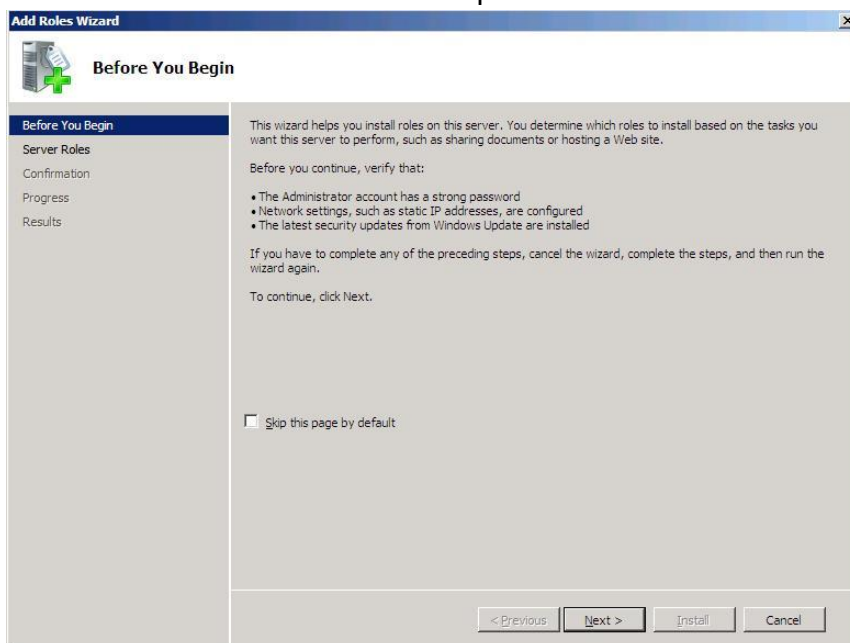 Add Roles Wizard
Before You Begin
Before You Begin
Server Roles
Confirmation
Progress
Results
This wizard helps you install roles on this server. You determine which roles to install based on the tasks you
want this server to perform, such as sharing documents or hosting a Web site.
Before you continue, verify that:
• The Administrator account has a strong password
• Network settings, such as static IP addresses, are configured
• The latest security updates from Windows Update are installed
If you have to complete any of the preceding steps, cancel the wizard, complete the steps, and then run the
wizard again.
To continue, click Next.
Skip this page by default
< Previous
Next >
Install
Cancel